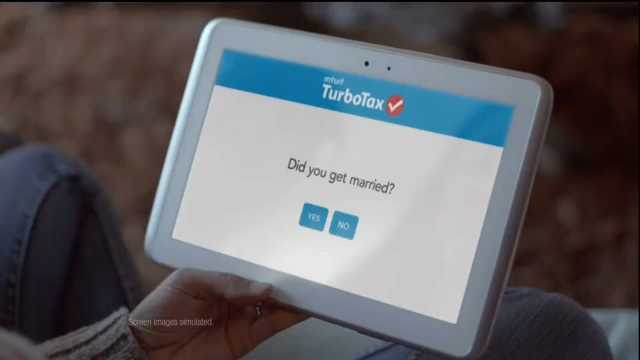 intuit
TurboTax
Did you get married?
YES NO
Screen images simulated.